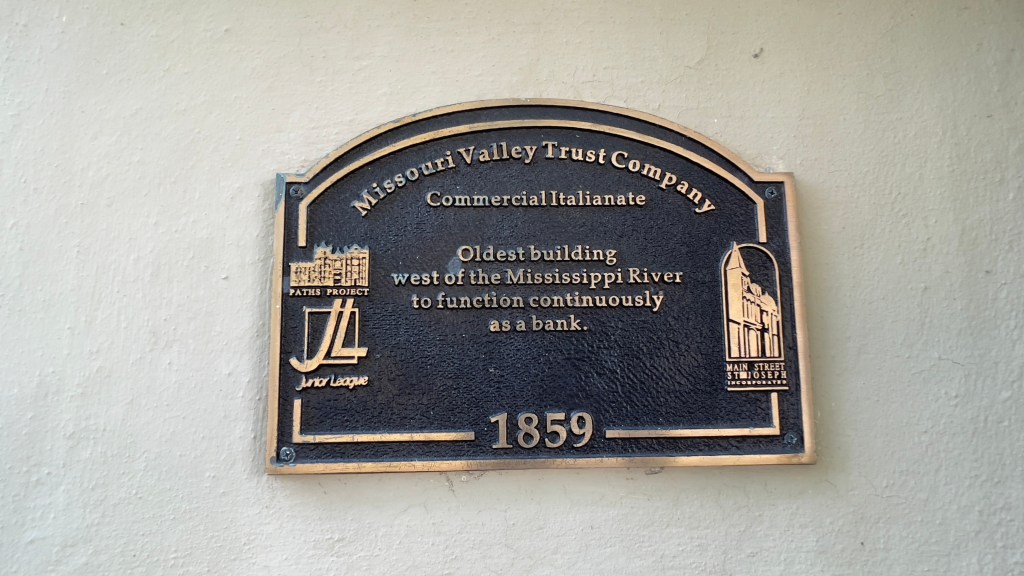 Missouri Valley Trust Company
Commercial Italianate
Oldest building
west of the Mississippi River
to function continuously
as a bank.
PATHS PROJECT
JL
Junior League
MAIN STREET
ST JOSEPH
INCORPORATED
1859